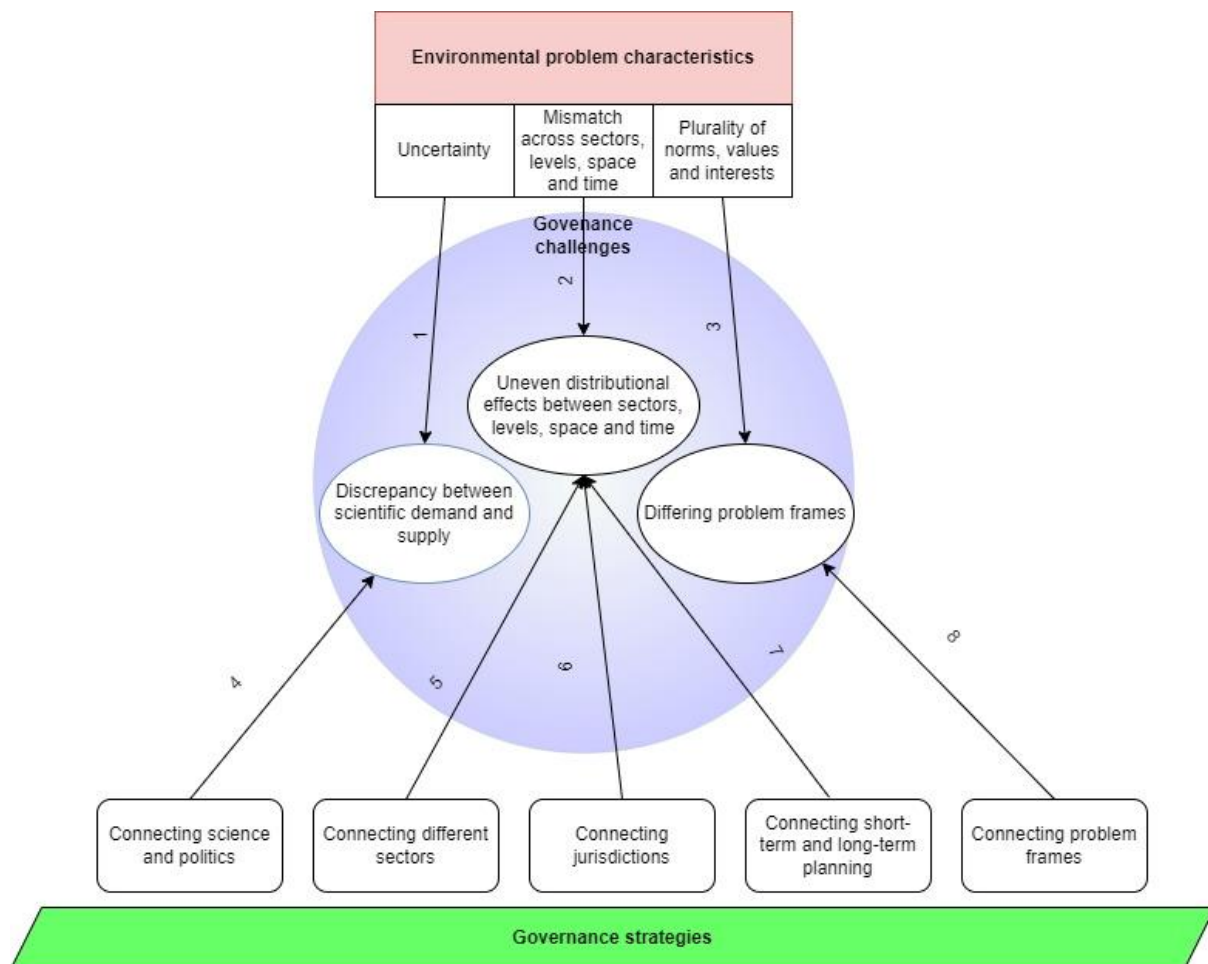 Environmental problem characteristics
Uncertainty
Mismatch
across sectors,
levels, space
and time
Plurality of
norms, values
and interests
Govenance
challenges
1
2
3
Uneven distributional
effects between sectors,
levels, space and time
Discrepancy between
scientific demand and
supply
Differing problem frames
4
5
6
7
8
Connecting science
and politics
Connecting different
sectors
Connecting
jurisdictions
Connecting short-
term and long-term
planning
Connecting problem
frames
Governance strategies